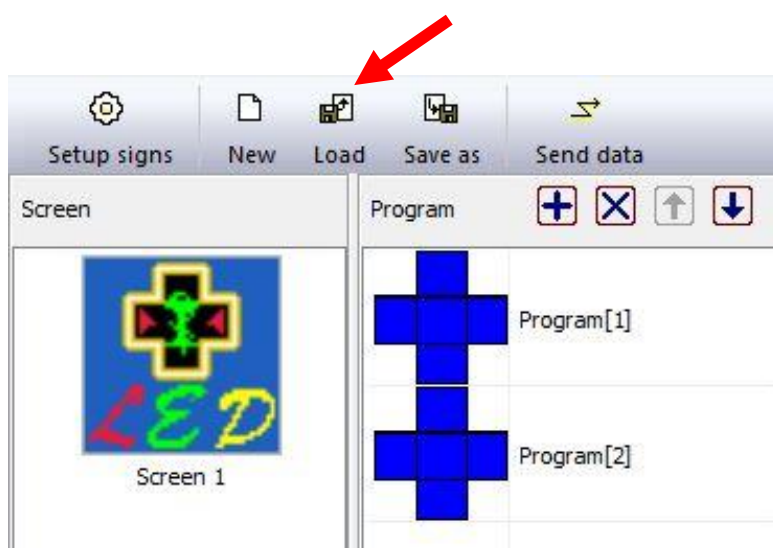 Setup signs New Load Save as Send data
Screen Program
LED
Screen 1
Program[1]
Program[2]